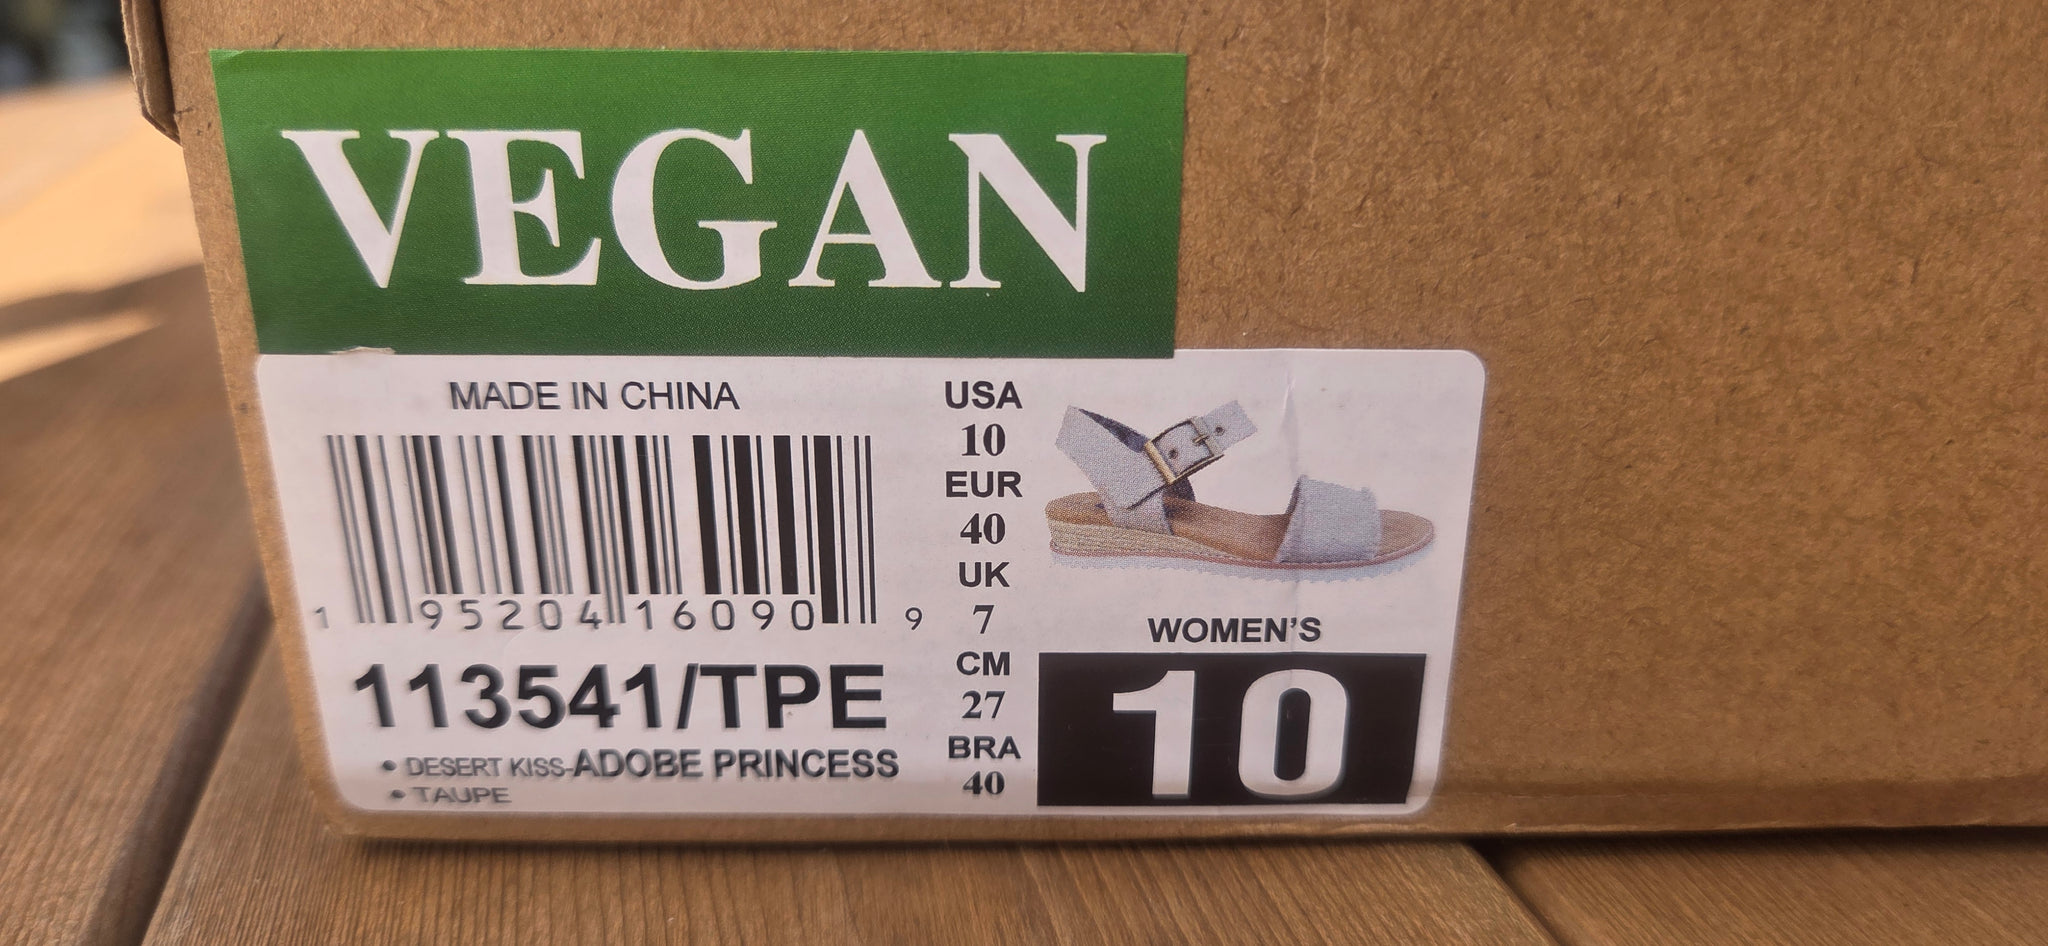 VEGAN
MADE IN CHINA
1 95204 16090 9
113541/TPE
• DESERT KISS-ADOBE PRINCESS
• TAUPE
USA
10
EUR
40
UK
7
CM
27
BRA
40
WOMEN'S
10